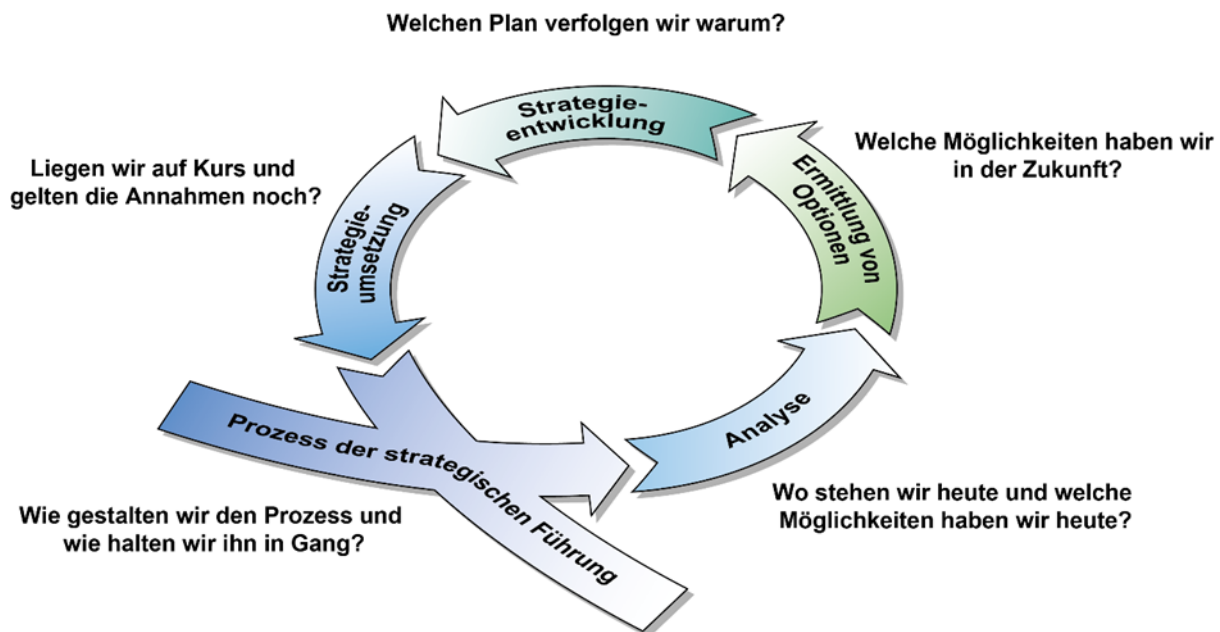 Welchen Plan verfolgen wir warum?
Strategie-
entwicklung
Welche Möglichkeiten haben wir
in der Zukunft?
Liegen wir auf Kurs und
gelten die Annahmen noch?
Ermittlung von
Optionen
Strategie-
umsetzung
Analyse
Prozess der strategischen Führung
Wo stehen wir heute und welche
Möglichkeiten haben wir heute?
Wie gestalten wir den Prozess und
wie halten wir ihn in Gang?